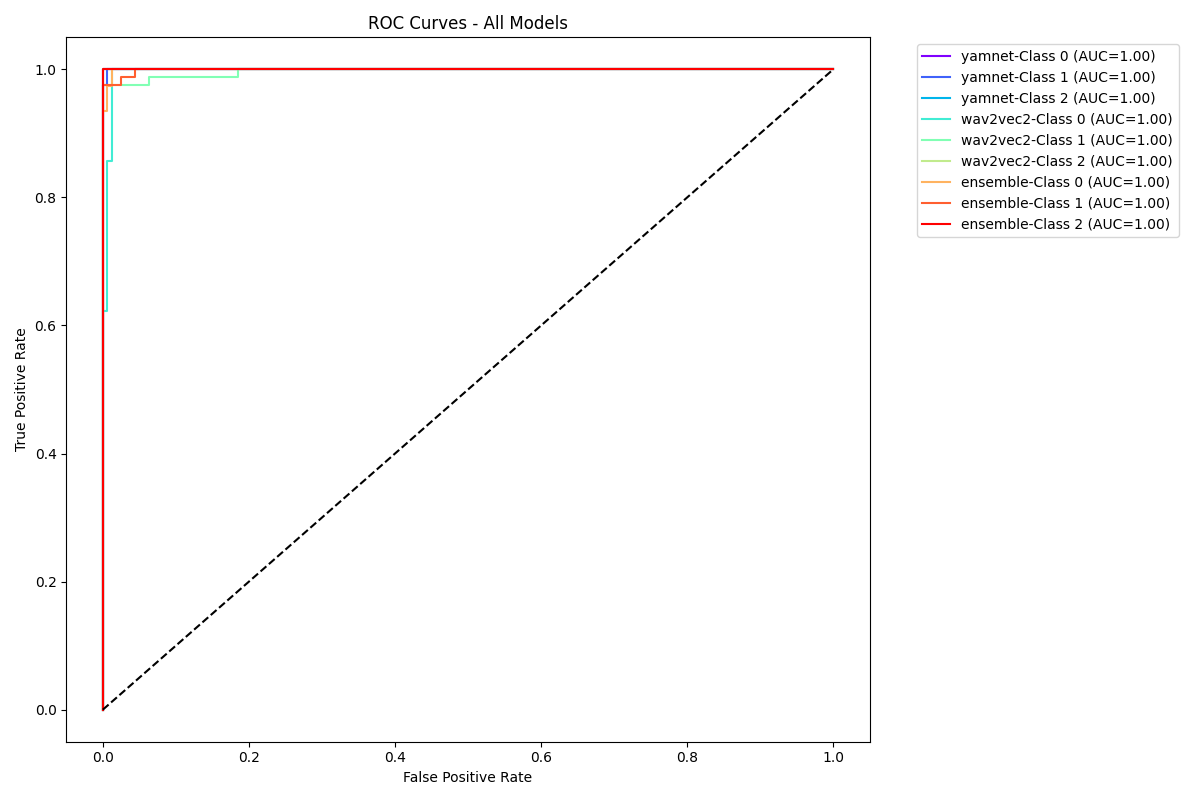 ROC Curves - All Models
True Positive Rate
1.0
0.8
0.6
0.4
0.2
0.0
0.0 0.2 0.4 0.6 0.8 1.0
False Positive Rate
yamnet-Class 0 (AUC=1.00)
yamnet-Class 1 (AUC=1.00)
yamnet-Class 2 (AUC=1.00)
wav2vec2-Class 0 (AUC=1.00)
wav2vec2-Class 1 (AUC=1.00)
wav2vec2-Class 2 (AUC=1.00)
ensemble-Class 0 (AUC=1.00)
ensemble-Class 1 (AUC=1.00)
ensemble-Class 2 (AUC=1.00)